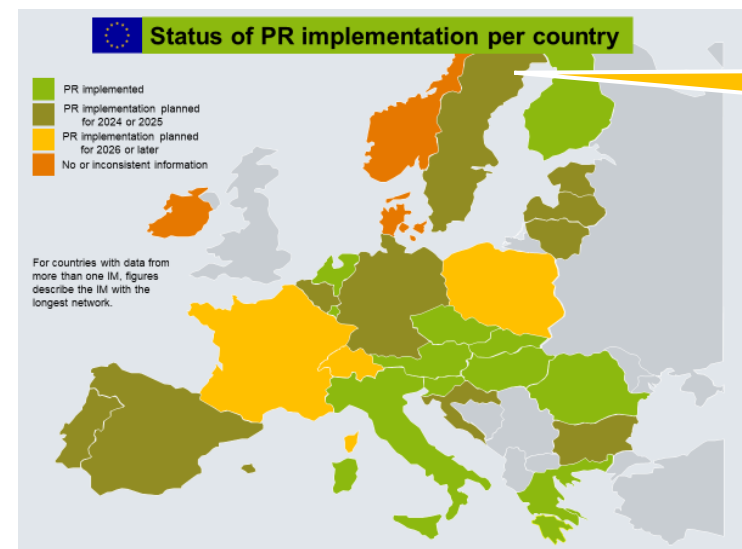 Status of PR implementation per country
PR implemented
PR implementation planned
for 2024 or 2025
PR implementation planned
for 2026 or later
No or inconsistent information
For countries with data from
more than one IM, figures
describe the IM with the
longest network.